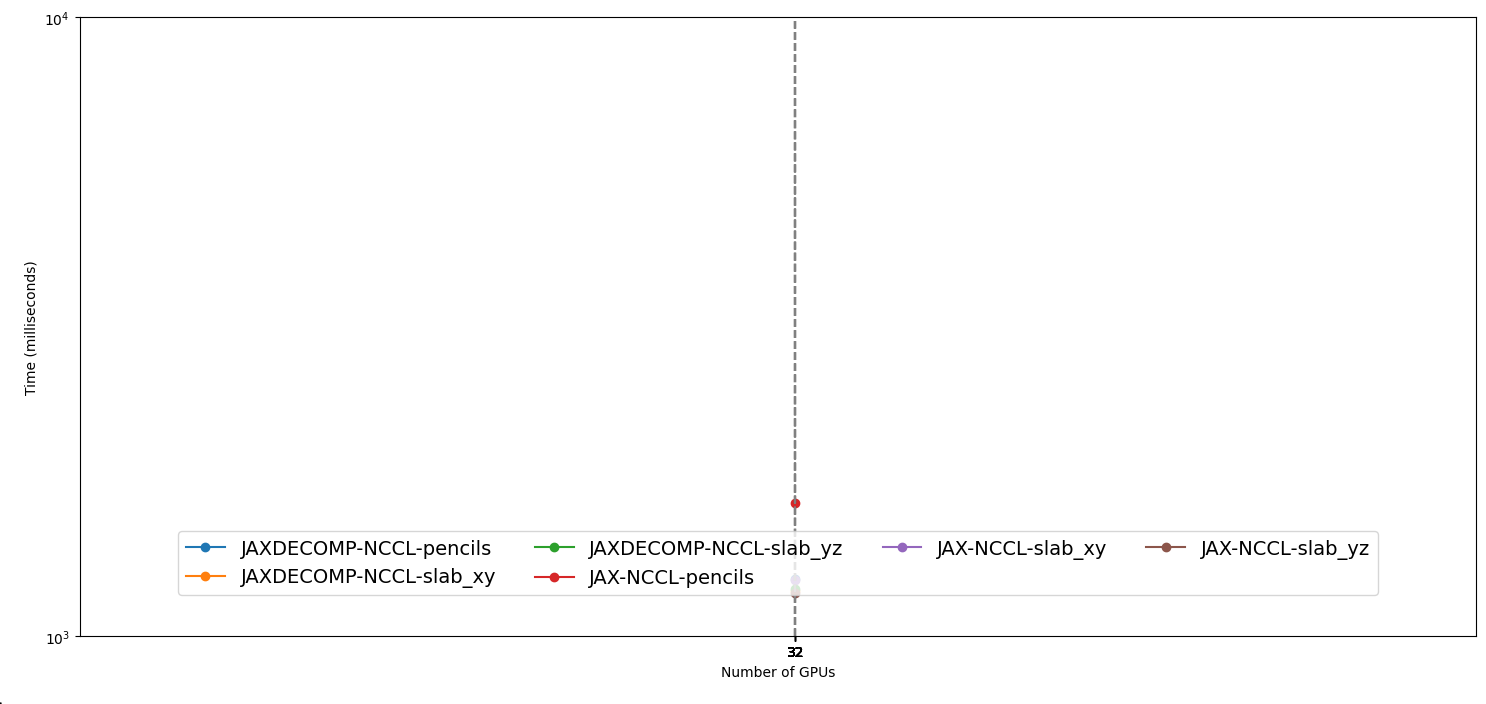 10⁴
Time (milliseconds)
JAXDECOMP-NCCL-pencils JAXDECOMP-NCCL-slab_yz JAX-NCCL-slab_xy JAX-NCCL-slab_yz
JAXDECOMP-NCCL-slab_xy JAX-NCCL-pencils
10³
32
Number of GPUs